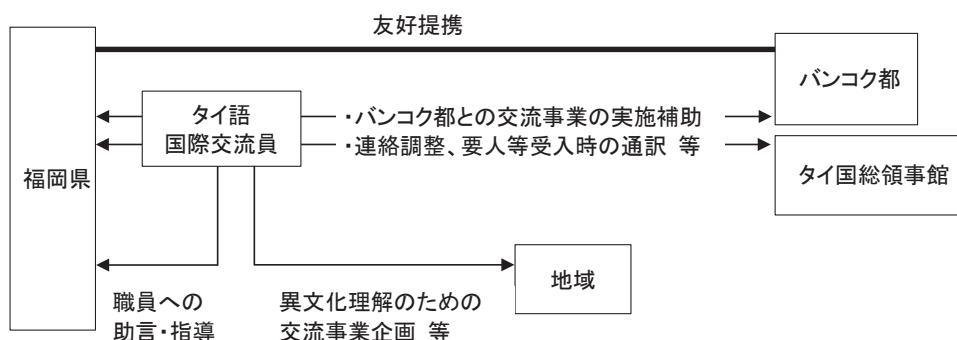 友好提携
福岡県
バンコク都
タイ語
国際交流員
・バンコク都との交流事業の実施補助
・連絡調整、要人等受入時の通訳 等
タイ国総領事館
地域
職員への
助言・指導
異文化理解のための
交流事業企画 等